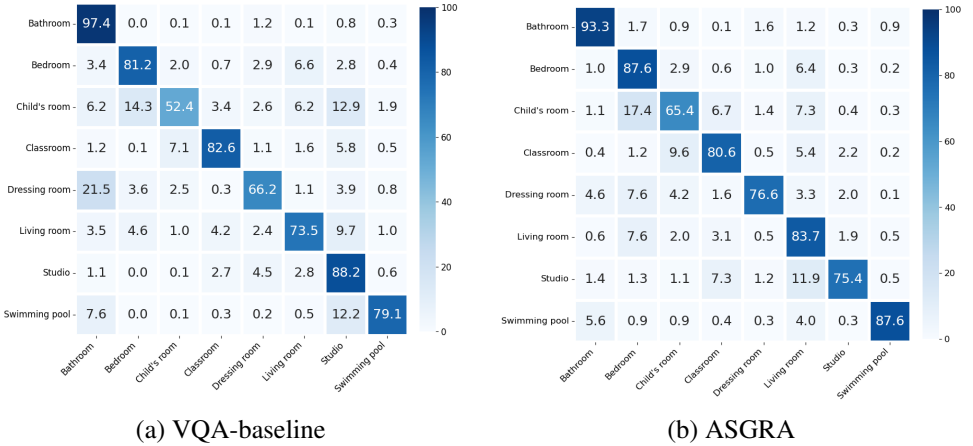 Bathroom 97.4 0.0 0.1 0.1 1.2 0.1 0.8 0.3
Bedroom 3.4 81.2 2.0 0.7 2.9 6.6 2.8 0.4
Child's room 6.2 14.3 52.4 3.4 2.6 6.2 12.9 1.9
Classroom 1.2 0.1 7.1 82.6 1.1 1.6 5.8 0.5
Dressing room 21.5 3.6 2.5 0.3 66.2 1.1 3.9 0.8
Living room 3.5 4.6 1.0 4.2 2.4 73.5 9.7 1.0
Studio 1.1 0.0 0.1 2.7 4.5 2.8 88.2 0.6
Swimming pool 7.6 0.0 0.1 0.3 0.2 0.5 12.2 79.1
Bathroom Bedroom Child's room Classroom Dressing room Living room Studio Swimming pool
100
80
60
40
20
0
(a) VQA-baseline
Bathroom 93.3 1.7 0.9 0.1 1.6 1.2 0.3 0.9
Bedroom 1.0 87.6 2.9 0.6 1.0 6.4 0.3 0.2
Child's room 1.1 17.4 65.4 6.7 1.4 7.3 0.4 0.3
Classroom 0.4 1.2 9.6 80.6 0.5 5.4 2.2 0.2
Dressing room 4.6 7.6 4.2 1.6 76.6 3.3 2.0 0.1
Living room 0.6 7.6 2.0 3.1 0.5 83.7 1.9 0.5
Studio 1.4 1.3 1.1 7.3 1.2 11.9 75.4 0.5
Swimming pool 5.6 0.9 0.9 0.4 0.3 4.0 0.3 87.6
Bathroom Bedroom Child's room Classroom Dressing room Living room Studio Swimming pool
100
80
60
40
20
0
(b) ASGRA